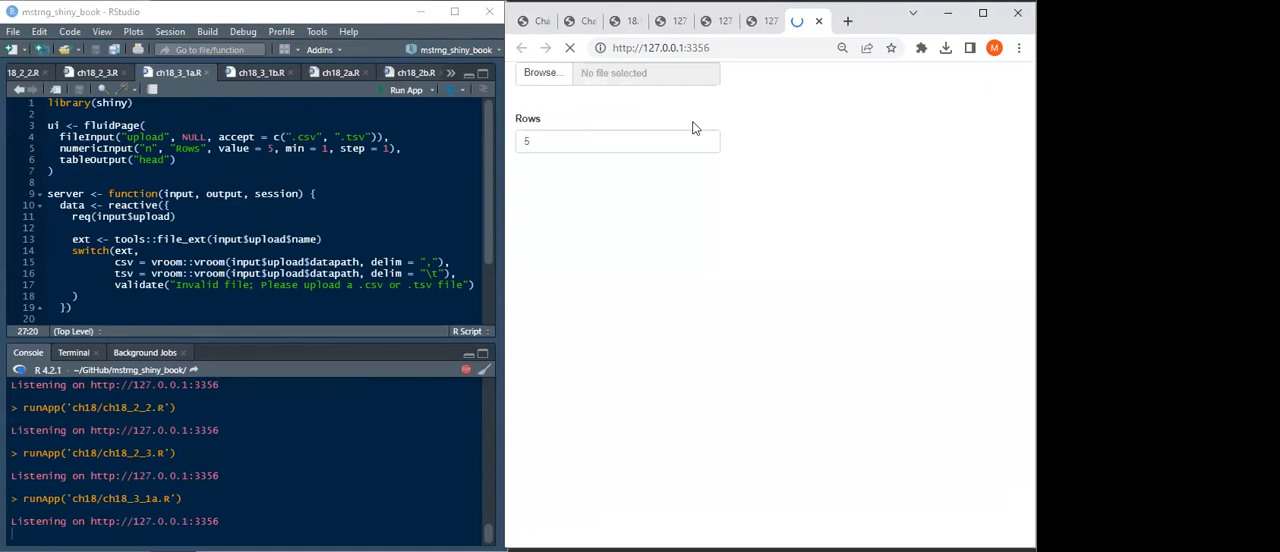 mstrng_shiny_book - RStudio
File Edit Code View Plots Session Build Debug Profile Tools Help
Go to file/function Addins mstrng_shiny_book
18_2_2.R ch18_2_3.R ch18_3_1a.R ch18_3_1b.R ch18_2a.R ch18_2b.R
Run App
1 library(shiny)
2
3 ui <- fluidPage(
4 fileInput("upload", NULL, accept = c(".csv", ".tsv")),
5 numericInput("n", "Rows", value = 5, min = 1, step = 1),
6 tableOutput("head")
7 )
8
9 server <- function(input, output, session) {
10 data <- reactive({
11 req(input$upload)
12
13 ext <- tools::file_ext(input$upload$name)
14 switch(ext,
15 csv = vroom::vroom(input$upload$datapath, delim = ","),
16 tsv = vroom::vroom(input$upload$datapath, delim = "\t"),
17 validate("Invalid file; Please upload a .csv or .tsv file")
18 )
19 })
20
27:20 (Top Level) R Script
Console Terminal Background Jobs
R 4.2.1 · ~/GitHub/mstrng_shiny_book/
Listening on http://127.0.0.1:3356
> runApp('ch18/ch18_2_2.R')
Listening on http://127.0.0.1:3356
> runApp('ch18/ch18_2_3.R')
Listening on http://127.0.0.1:3356
> runApp('ch18/ch18_3_1a.R')
Listening on http://127.0.0.1:3356
Cha Cha 18. 127 127 127
http://127.0.0.1:3356
M
Browse... No file selected
Rows
5